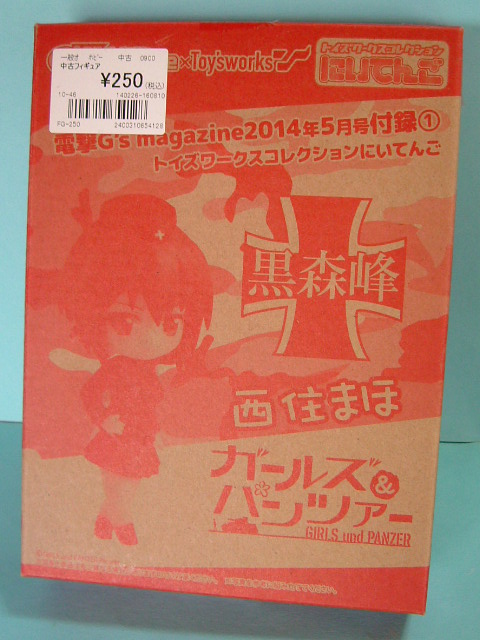 一般付 ホビー 中古 0900
中古フィギュア
¥250(税込)
10-46 140226-160810
FG-250 2400210654128
×Toy'sworks
トイズワークスコレクション
にいてんご
電撃G's magazine2014年5月号付録①
トイズワークスコレクションにいてんご
黒森峰
西住まほ
ガールズ&パンツァー
GIRLS und PANZER